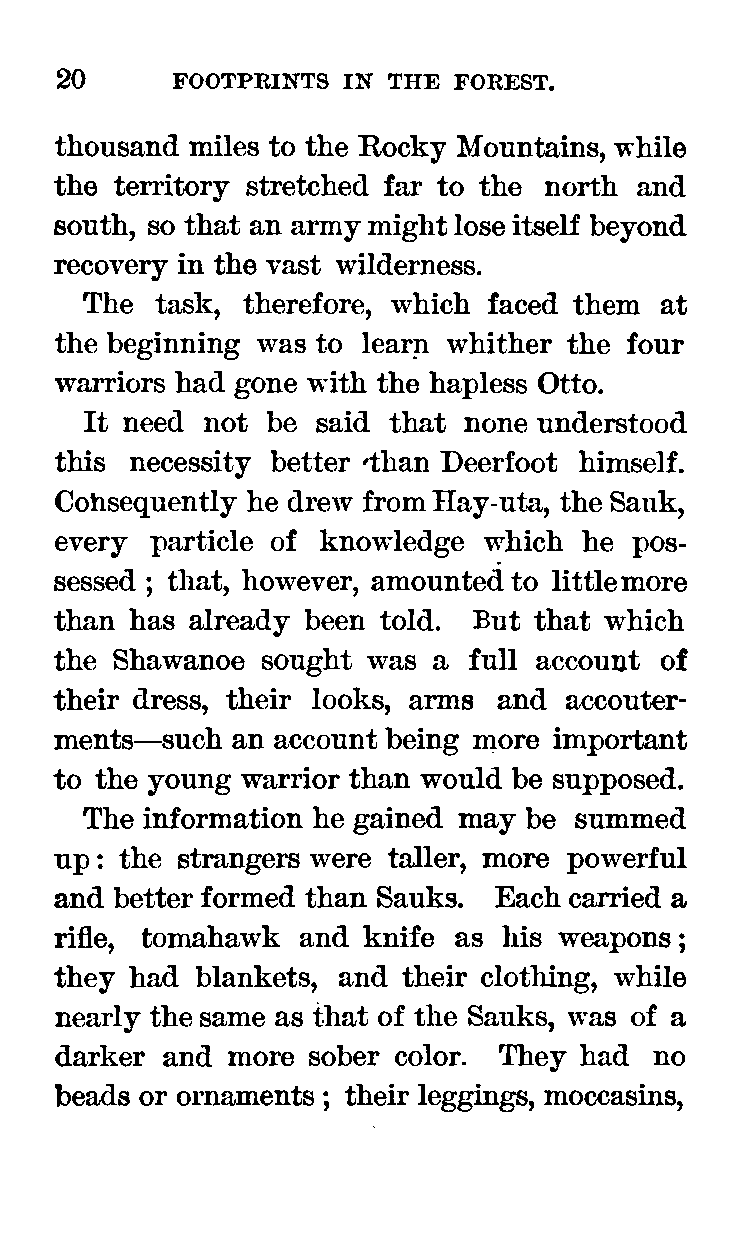 20 FOOTPRINTS IN THE FOREST.
thousand miles to the Rocky Mountains, while
the territory stretched far to the north and
south, so that an army might lose itself beyond
recovery in the vast wilderness.
The task, therefore, which faced them at
the beginning was to learn whither the four
warriors had gone with the hapless Otto.
It need not be said that none understood
this necessity better than Deerfoot himself.
Consequently he drew from Hay-uta, the Sauk,
every particle of knowledge which he pos-
sessed ; that, however, amounted to little more
than has already been told. But that which
the Shawanoe sought was a full account of
their dress, their looks, arms and accouter-
ments—such an account being more important
to the young warrior than would be supposed.
The information he gained may be summed
up : the strangers were taller, more powerful
and better formed than Sauks. Each carried a
rifle, tomahawk and knife as his weapons ;
they had blankets, and their clothing, while
nearly the same as that of the Sauks, was of a
darker and more sober color. They had no
beads or ornaments ; their leggings, moccasins,